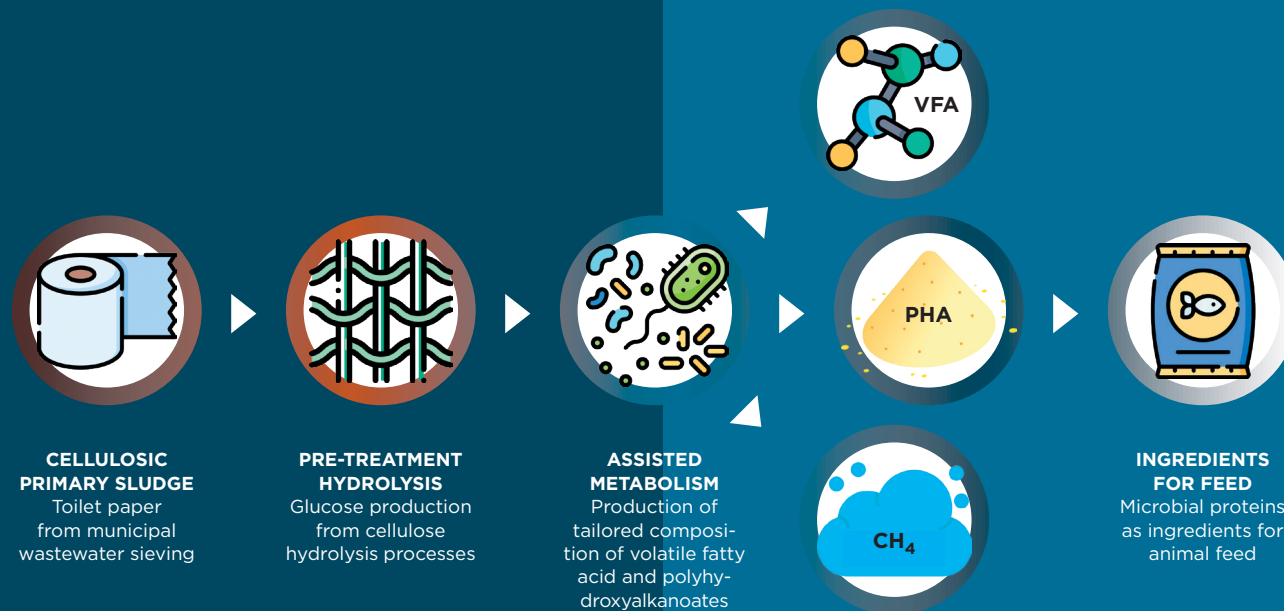 VFA
PHA
CH₄
CELLULOSIC
PRIMARY SLUDGE
Toilet paper
from municipal
wastewater sieving
PRE-TREATMENT
HYDROLYSIS
Glucose production
from cellulose
hydrolysis processes
ASSISTED
METABOLISM
Production of
tailored composi-
tion of volatile fatty
acid and polyhy-
droxyalkanoates
INGREDIENTS
FOR FEED
Microbial proteins
as ingredients for
animal feed